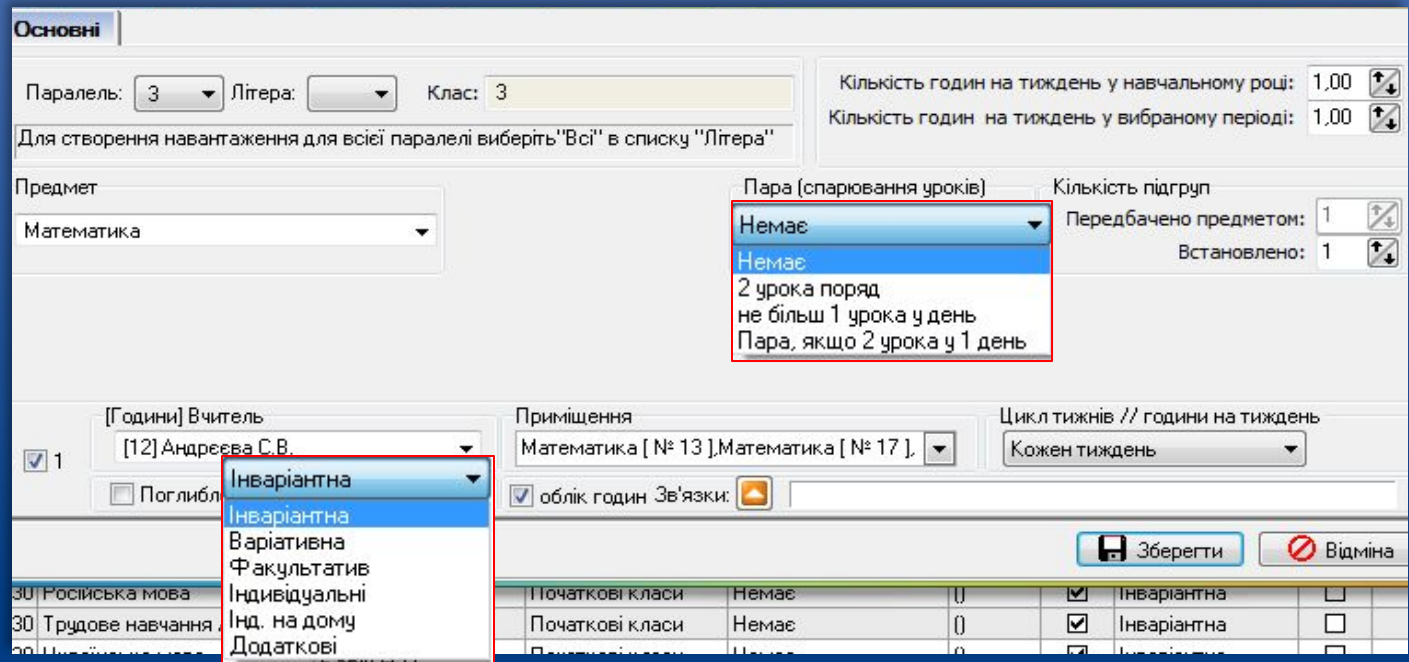 Основні
Паралель: 3 Літера: Клас: 3
Кількість годин на тиждень у навчальному році: 1,00
Кількість годин на тиждень у вибраному періоді: 1,00
Для створення навантаження для всієї паралелі виберіть"Всі" в списку "Літера"
Предмет
Математика
Пара (спарювання уроків)
Немає
Немає
2 урока поряд
не більш 1 урока у день
Пара, якщо 2 урока у 1 день
Кількість підгруп
Передбачено предметом: 1
Встановлено: 1
[Години] Вчитель
1 [12] Андрєєва С.В.
Приміщення
Математика [ № 13 ],Математика [ № 17 ],
Цикл тижнів // години на тиждень
Кожен тиждень
Інваріантна
Інваріантна
Варіативна
Факультатив
Індивідуальні
Інд. на дому
Додаткові
облік годин Зв'язки:
Зберегти Відміна
30 Російська мова Початкові класи Немає () Інваріантна
30 Трудове навчання Початкові класи Немає () Інваріантна